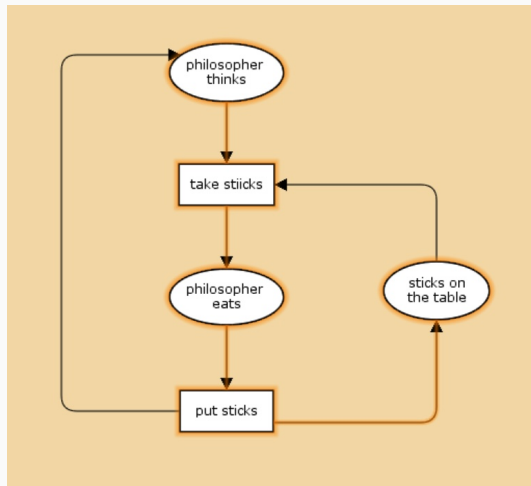 philosopher
thinks
take stiicks
philosopher
eats
sticks on
the table
put sticks